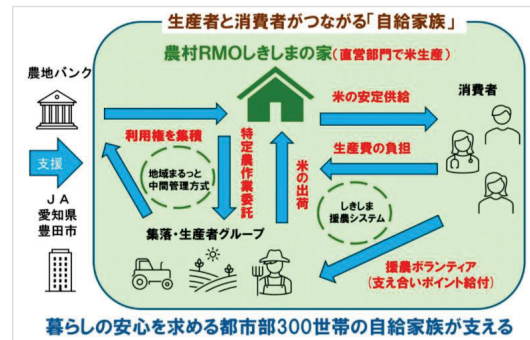 生産者と消費者がつながる「自給家族」
農村RMOしきしまの家(直営部門で米生産)
農地バンク
支援
JA
愛知県
豊田市
利用権を集積
地域まるっと
中間管理方式
特定農作業委託
米の出荷
集落・生産者グループ
米の安定供給
消費者
生産費の負担
しきしま
援農システム
援農ボランティア
(支え合いポイント給付)
暮らしの安心を求める都市部300世帯の自給家族が支える